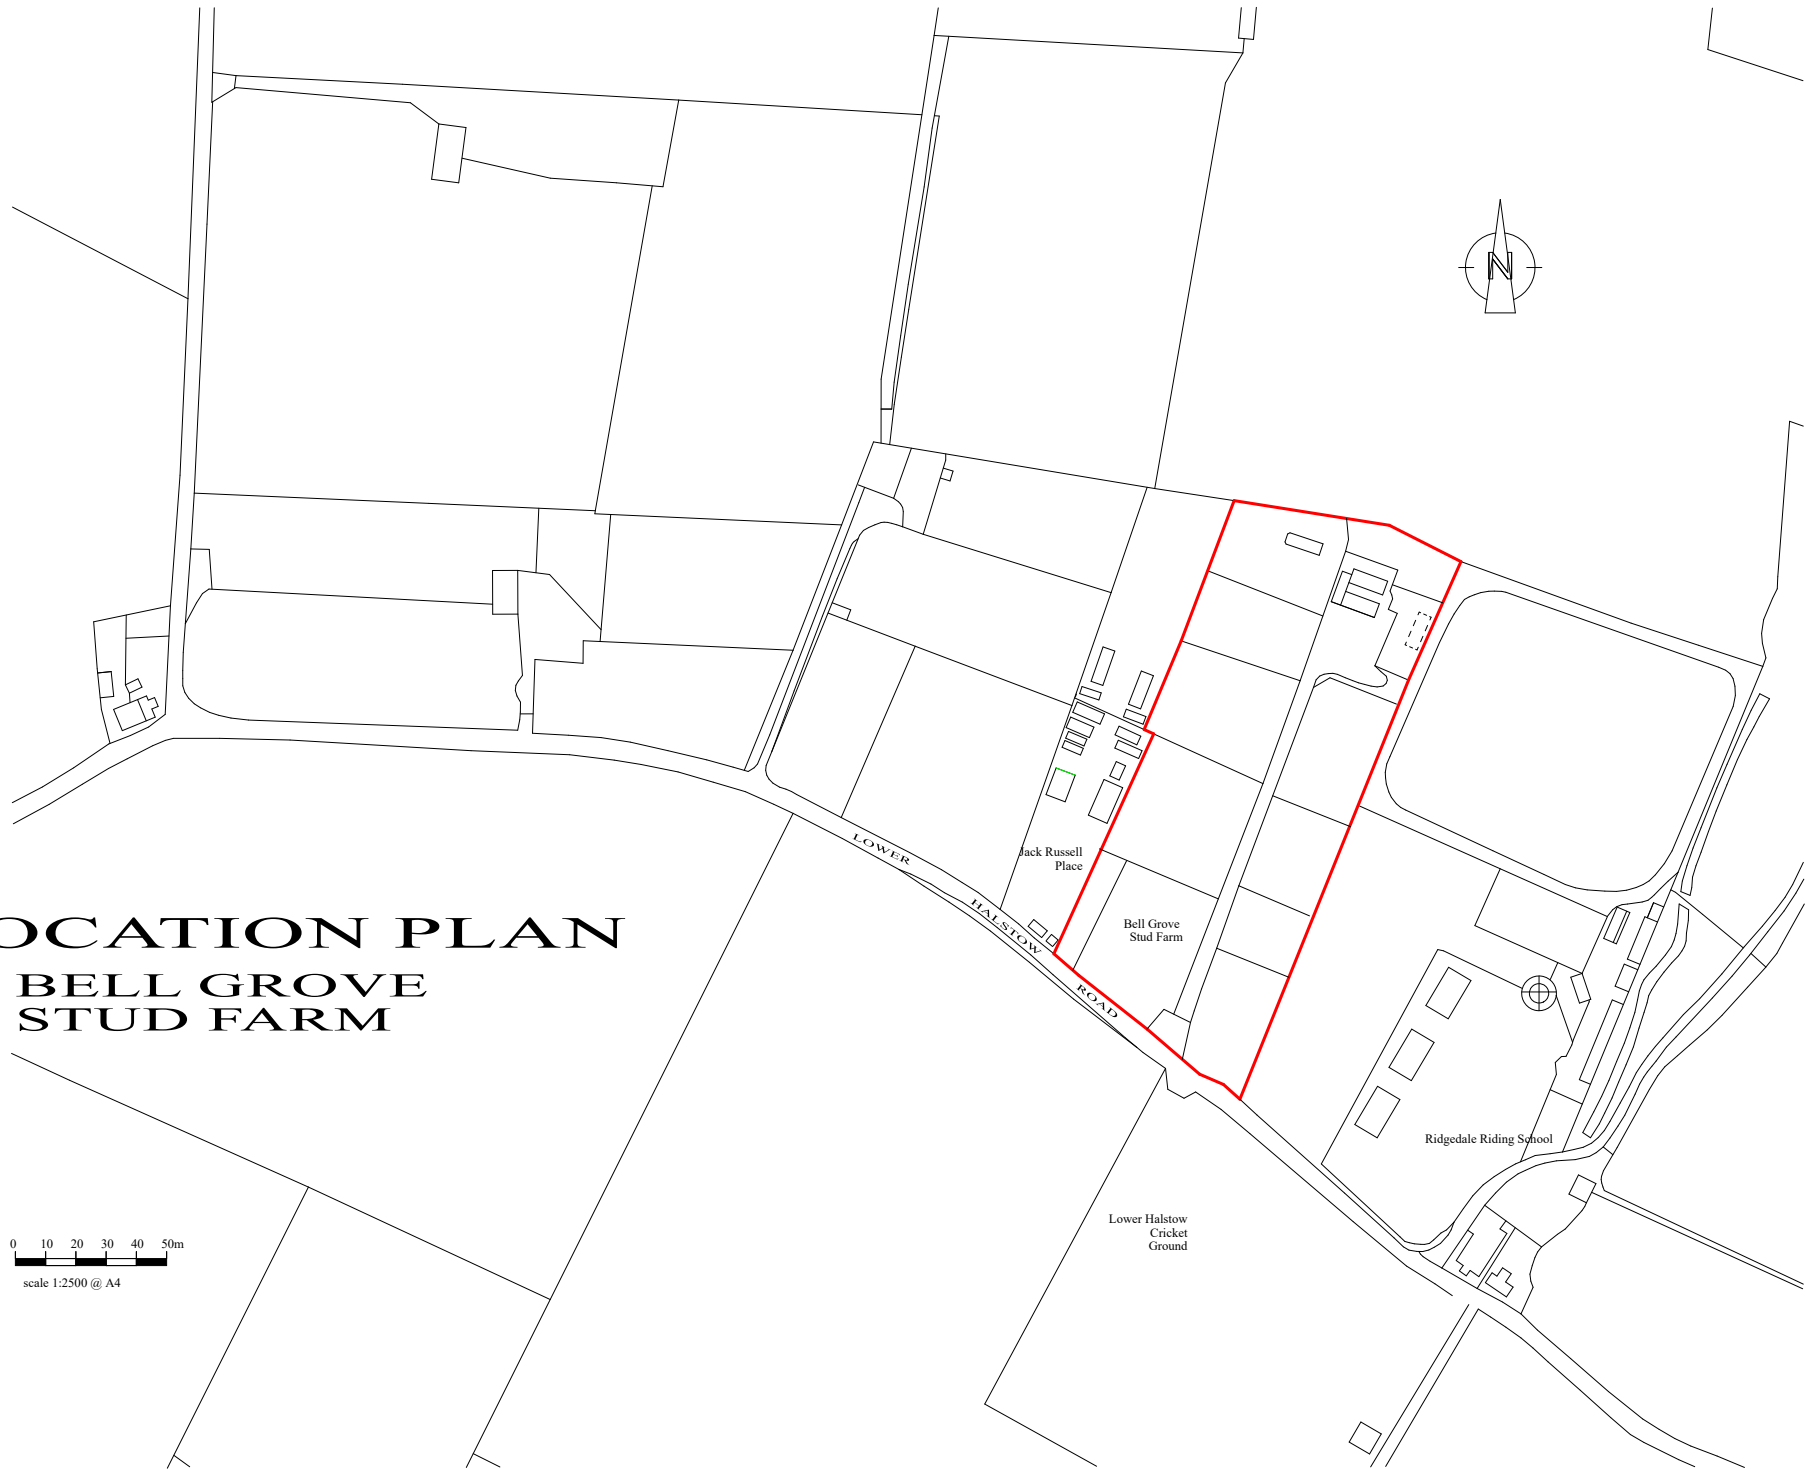 N
LOWER HALSTOW ROAD
Jack Russell
Place
Bell Grove
Stud Farm
OCATION PLAN
BELL GROVE
STUD FARM
Ridgedale Riding School
Lower Halstow
Cricket
Ground
0 10 20 30 40 50m
scale 1:2500 @ A4